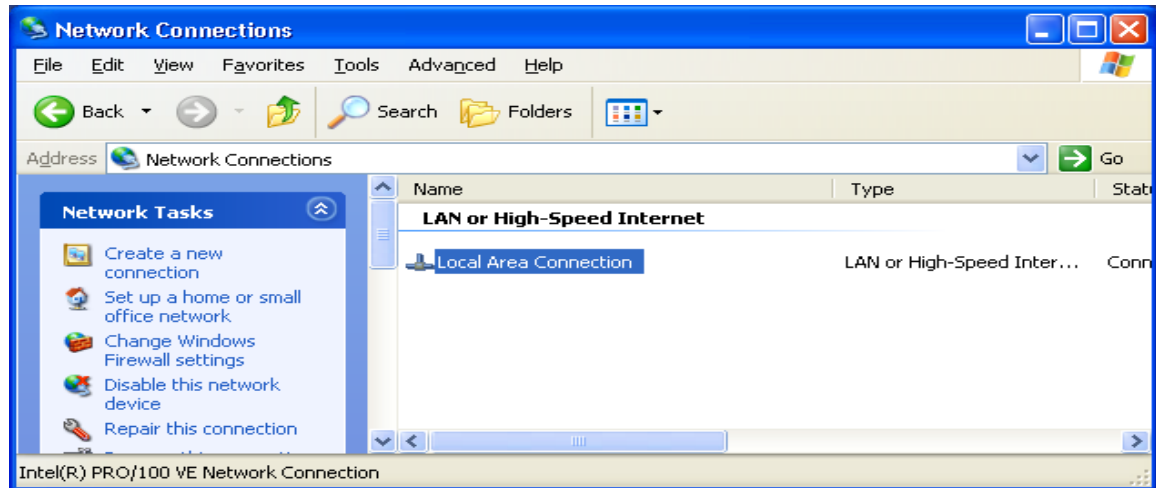 Network Connections
File Edit View Favorites Tools Advanced Help
Back Search Folders
Address Network Connections Go
Name Type Stat
Network Tasks
LAN or High-Speed Internet
Create a new
connection
Local Area Connection LAN or High-Speed Inter... Conn
Set up a home or small
office network
Change Windows
Firewall settings
Disable this network
device
Repair this connection
Intel(R) PRO/100 VE Network Connection